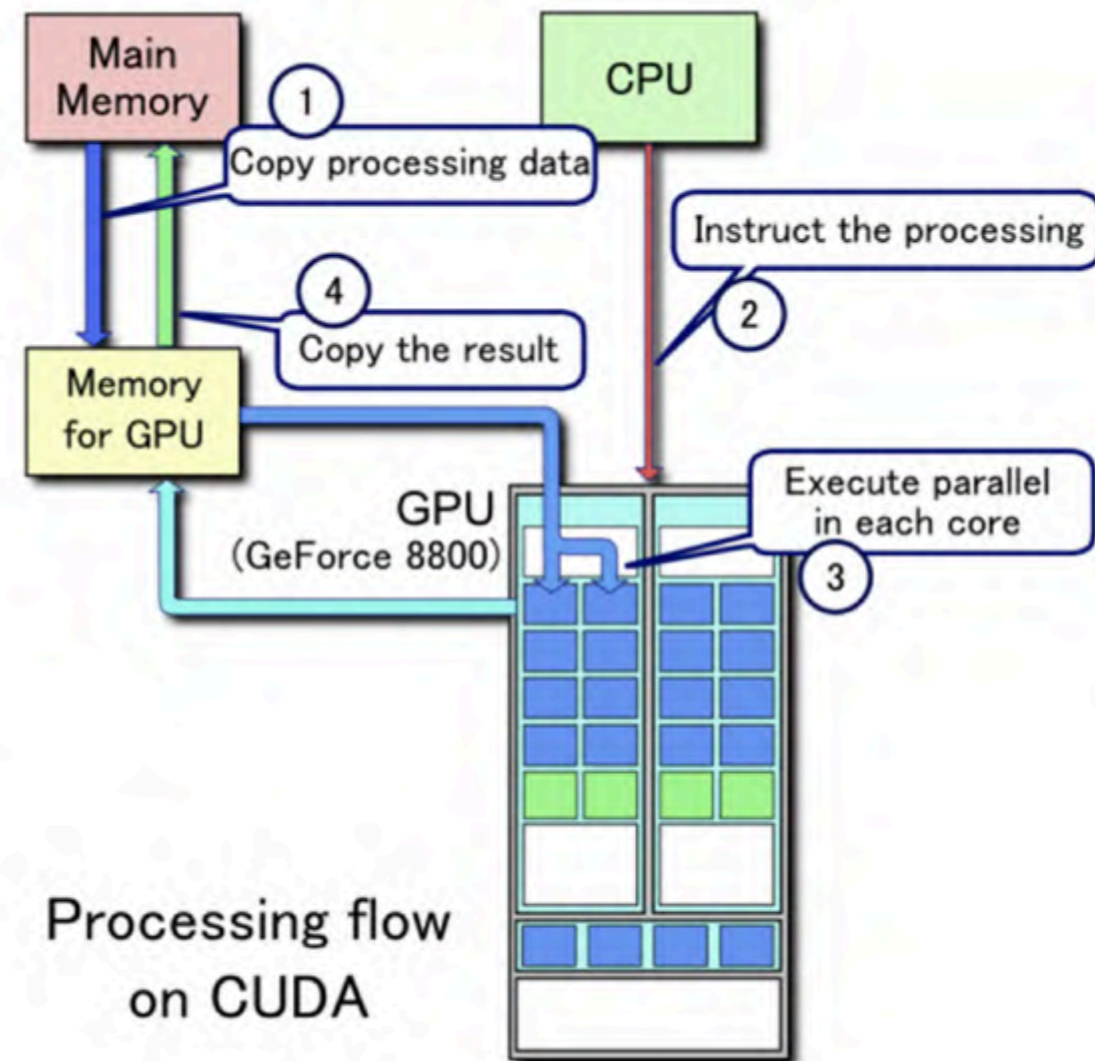 Main
Memory
CPU
1
Copy processing data
Instruct the processing
2
4
Copy the result
Memory
for GPU
GPU
(GeForce 8800)
Execute parallel
in each core
3
Processing flow
on CUDA